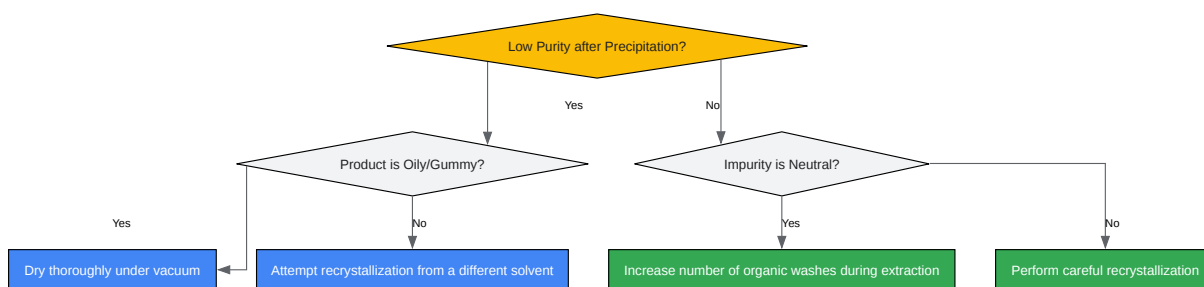 Low Purity after Precipitation?
Yes
No
Product is Oily/Gummy?
Impurity is Neutral?
Yes
No
Yes
No
Dry thoroughly under vacuum
Attempt recrystallization from a different solvent
Increase number of organic washes during extraction
Perform careful recrystallization